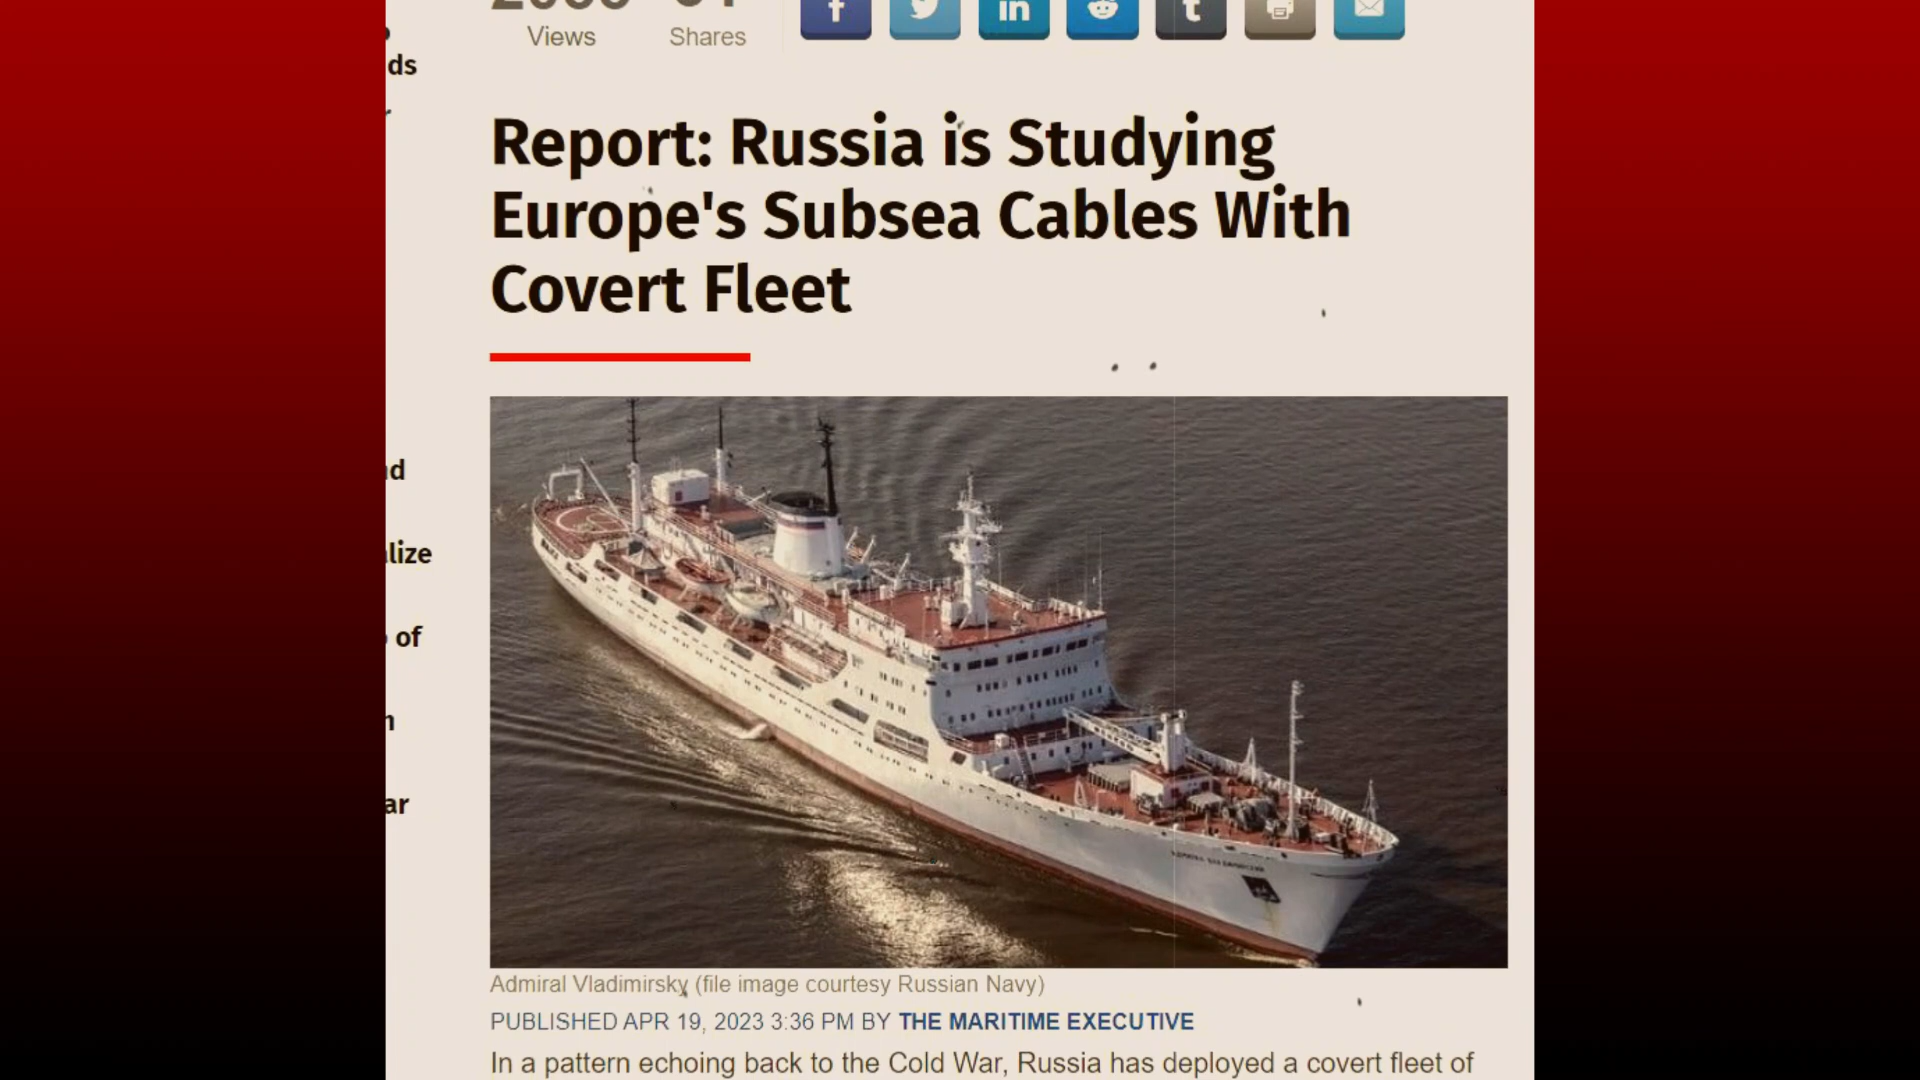 Views
Shares
ds
Report: Russia is Studying
Europe's Subsea Cables With
Covert Fleet
lize
of
ar
Admiral Vladimirsky (file image courtesy Russian Navy)
PUBLISHED APR 19, 2023 3:36 PM BY THE MARITIME EXECUTIVE
In a pattern echoing back to the Cold War, Russia has deployed a covert fleet of